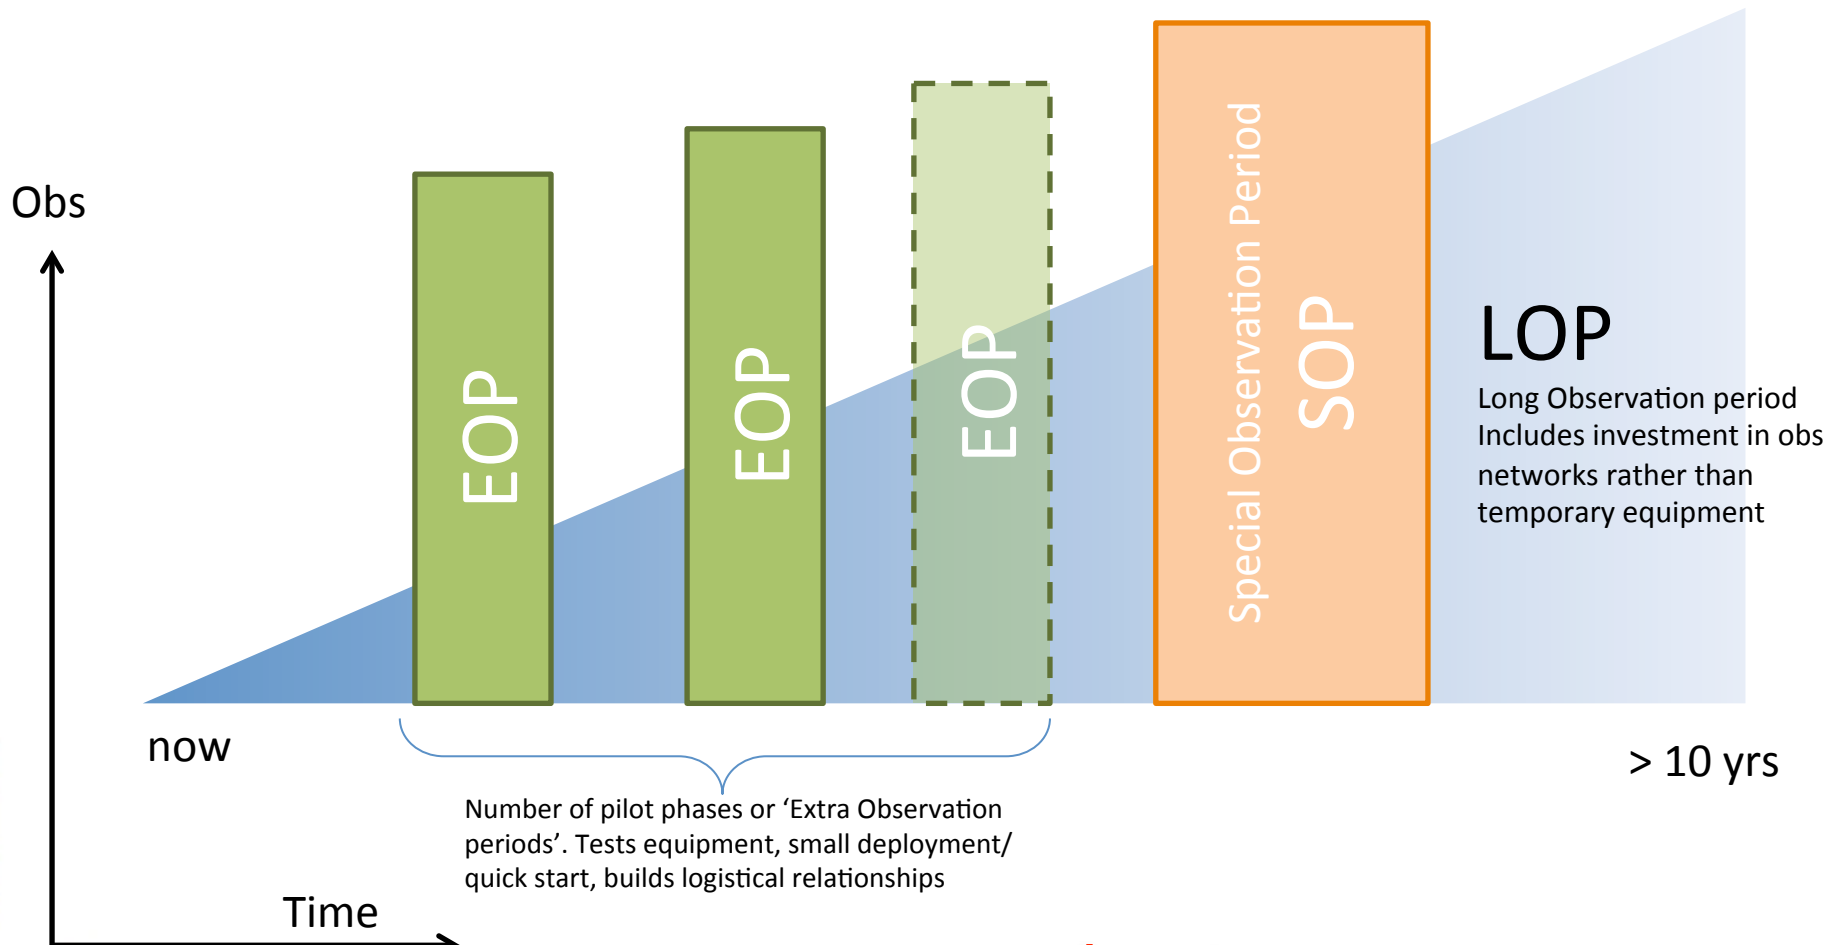 Obs
EOP
EOP
EOP
Special Observation Period
SOP
LOP
Long Observation period
Includes investment in obs
networks rather than
temporary equipment
now
> 10 yrs
Number of pilot phases or ‘Extra Observation
periods’. Tests equipment, small deployment/
quick start, builds logistical relationships
Time